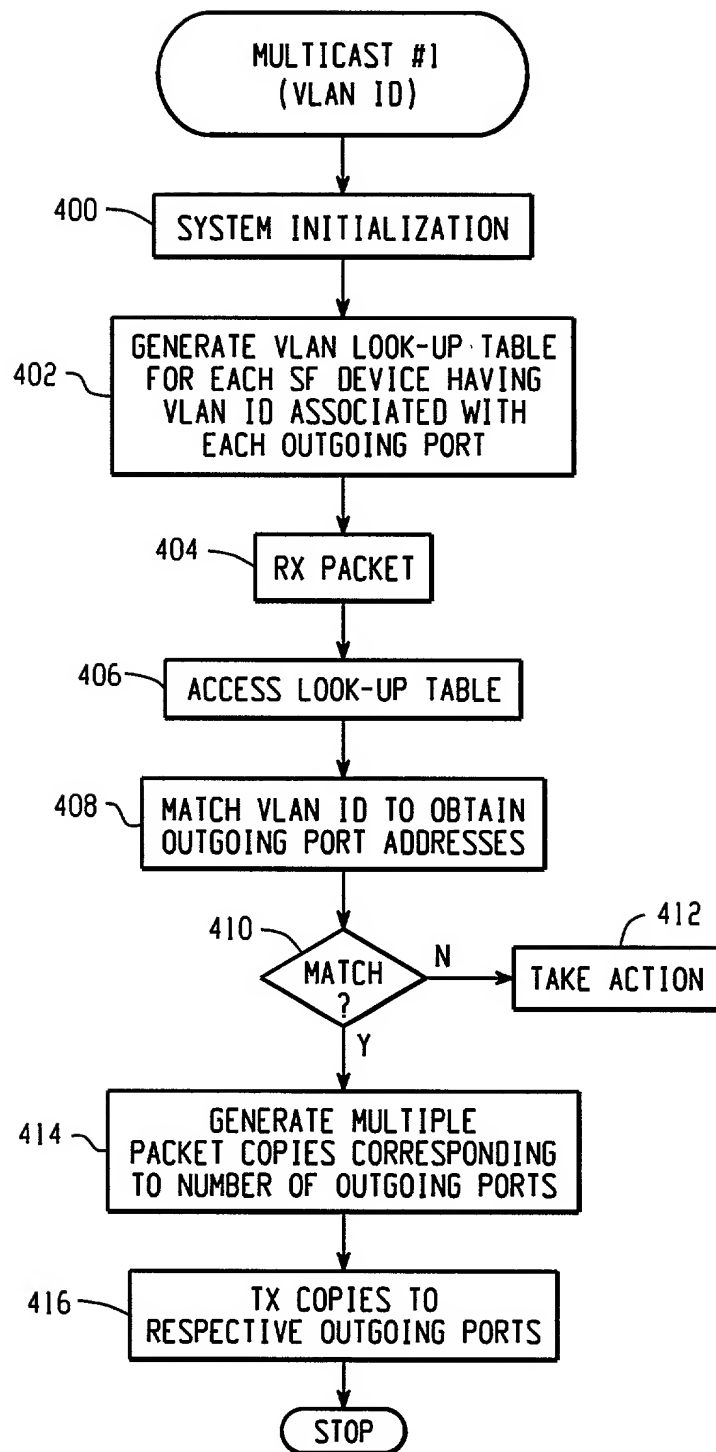 MULTICAST #1
(VLAN ID)
400
SYSTEM INITIALIZATION
402
GENERATE VLAN LOOK-UP TABLE
FOR EACH SF DEVICE HAVING
VLAN ID ASSOCIATED WITH
EACH OUTGOING PORT
404
RX PACKET
406
ACCESS LOOK-UP TABLE
408
MATCH VLAN ID TO OBTAIN
OUTGOING PORT ADDRESSES
410
MATCH
?
N
412
TAKE ACTION
Y
414
GENERATE MULTIPLE
PACKET COPIES CORRESPONDING
TO NUMBER OF OUTGOING PORTS
416
TX COPIES TO
RESPECTIVE OUTGOING PORTS
STOP